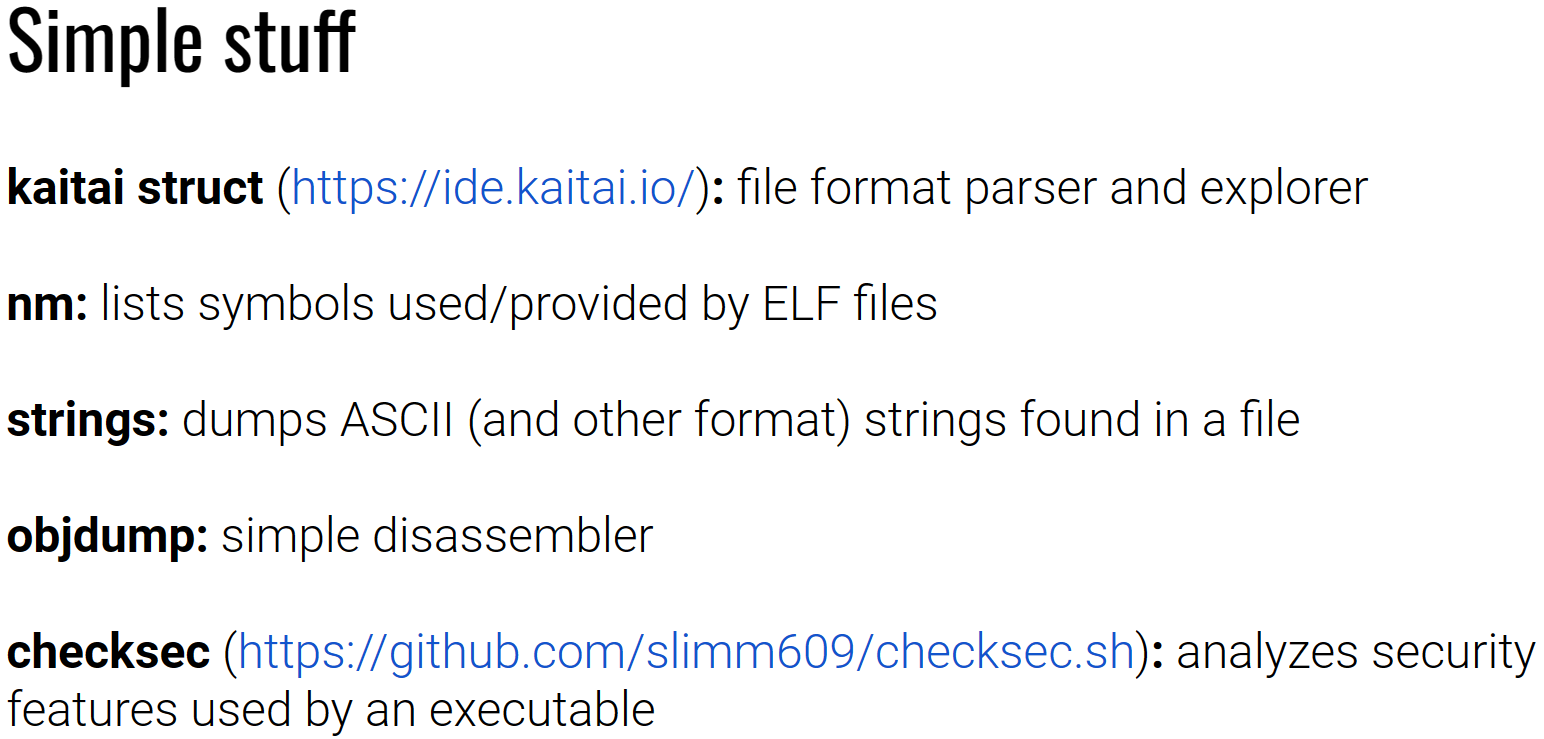 Simple stuff
kaitai struct (https://ide.kaitai.io/): file format parser and explorer
nm: lists symbols used/provided by ELF files
strings: dumps ASCII (and other format) strings found in a file
objdump: simple disassembler
checksec (https://github.com/slimm609/checksec.sh): analyzes security
features used by an executable